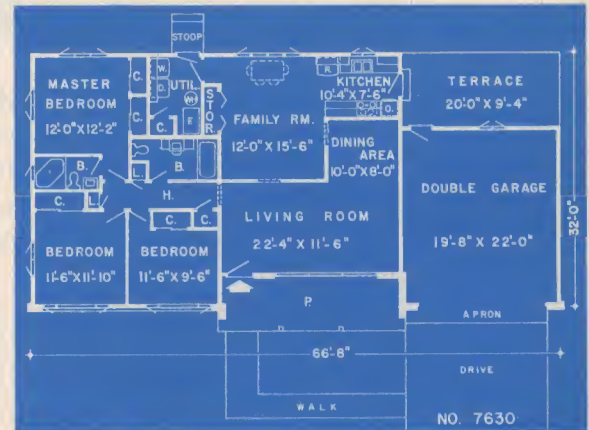 STOOP
MASTER
BEDROOM
12'-0" X 12'-2"
C.
C.
W.
D.
UTIL.
WH
F.
C.
STOR.
FAMILY RM.
12'-0" X 15'-6"
R.
KITCHEN
10'-4" X 7'-6"
O.
TERRACE
20'-0" X 9'-4"
DINING
AREA
10'-0" X 8'-0"
B.
L.
B.
C.
L.
H.
C.
C.
LIVING ROOM
22'-4" X 11'-6"
DOUBLE GARAGE
19'-8" X 22'-0"
32'-0"
BEDROOM
11'-6" X 11'-10"
BEDROOM
11'-6" X 9'-6"
P.
APRON
66'-8"
DRIVE
WALK
NO. 7630